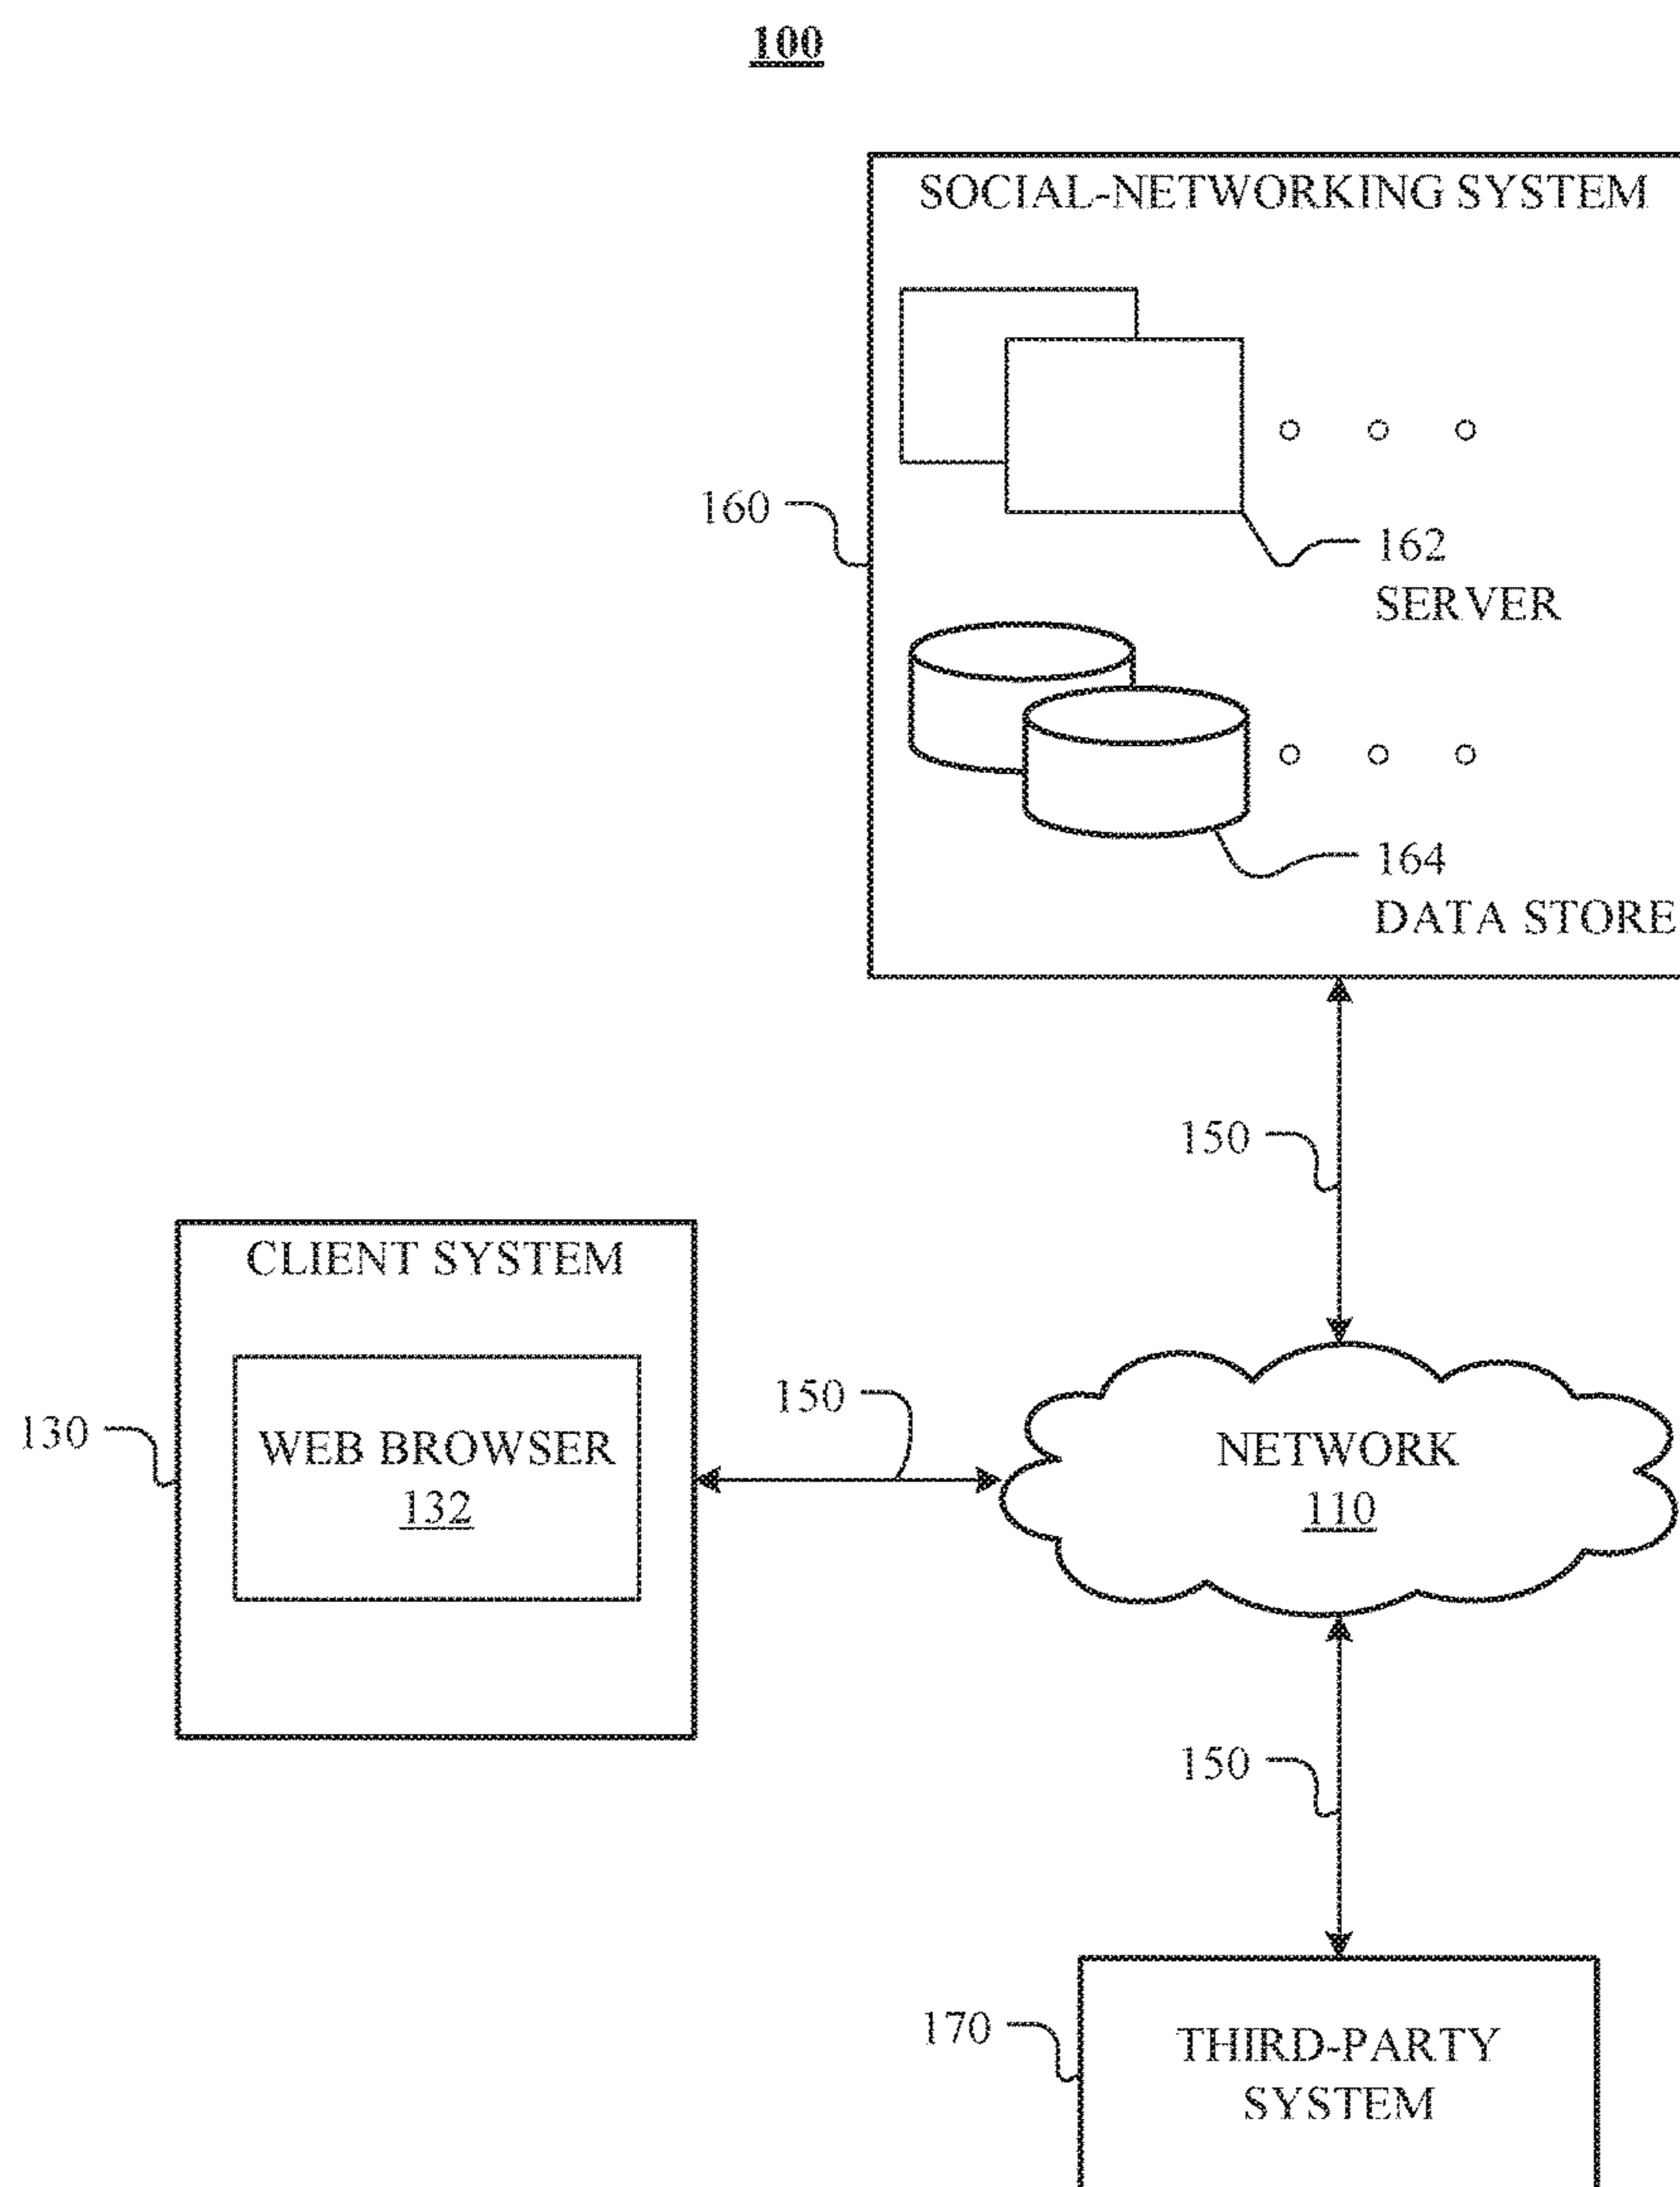 100
SOCIAL-NETWORKING SYSTEM
160
162
SERVER
164
DATA STORE
150
CLIENT SYSTEM
130
WEB BROWSER
132
150
NETWORK
110
150
170
THIRD-PARTY
SYSTEM